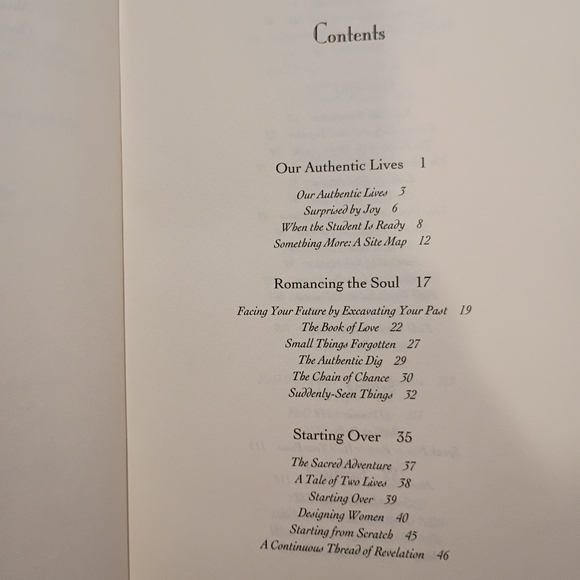 Contents
Our Authentic Lives 1
Our Authentic Lives 3
Surprised by Joy 6
When the Student Is Ready 8
Something More: A Site Map 12
Romancing the Soul 17
Facing Your Future by Excavating Your Past 19
The Book of Love 22
Small Things Forgotten 27
The Authentic Dig 29
The Chain of Chance 30
Suddenly-Seen Things 32
Starting Over 35
The Sacred Adventure 37
A Tale of Two Lives 38
Starting Over 39
Designing Women 40
Starting from Scratch 45
A Continuous Thread of Revelation 46